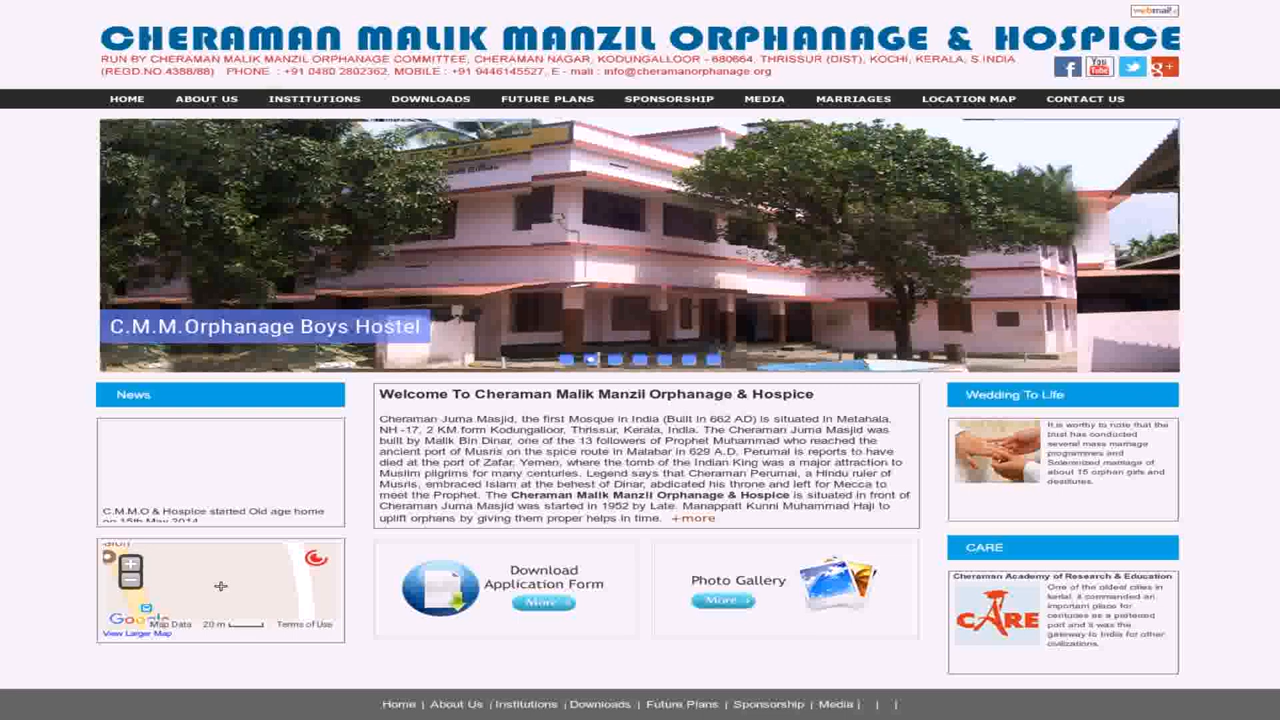 webmail
CHERAMAN MALIK MANZIL ORPHANAGE & HOSPICE
RUN BY CHERAMAN MALIK MANZIL ORPHANAGE COMMITTEE, CHERAMAN NAGAR, KODUNGALLOOR - 680664, THRISSUR (DIST), KOCHI, KERALA, S.INDIA
(REGD.NO.4388/88) PHONE : +91 0480 2802362, MOBILE : +91 9446145527, E - mail : info@cheramanorphanage.org
You Tube
g+
HOME ABOUT US INSTITUTIONS DOWNLOADS FUTURE PLANS SPONSORSHIP MEDIA MARRIAGES LOCATION MAP CONTACT US
C.M.M.Orphanage Boys Hostel
News
C.M.M.O & Hospice started Old age home
on 15th May 2014
Google
Map Data 20 m Terms of Use
View Larger Map
Welcome To Cheraman Malik Manzil Orphanage & Hospice
Cheraman Juma Masjid, the first Mosque in India (Built in 662 AD) is situated in Metahala.
NH -17, 2 KM.form Kodungalloor, Thrissur, Kerala, India. The Cheraman Juma Masjid was
built by Malik Bin Dinar, one of the 13 followers of Prophet Muhammad who reached the
ancient port of Musris on the spice route in Malabar in 629 A.D. Perumal is reports to have
died at the port of Zafar, Yemen, where the tomb of the Indian King was a major attraction to
Muslim pilgrims for many centuries. Legend says that Cheraman Perumai, a Hindu ruler of
Musris, embraced Islam at the behest of Dinar, abdicated his throne and left for Mecca to
meet the Prophet. The Cheraman Malik Manzil Orphanage & Hospice is situated in front of
Cheraman Juma Masjid was started in 1952 by Late. Manappatt Kunni Muhammad Haji to
uplift orphans by giving them proper helps in time. +more
Download
Application Form
More
Photo Gallery
More
Wedding To Life
It is worthy to note that the
trust has conducted
several mass marriage
programmes and
Solemnized marriage of
about 15 orphan girls and
destitutes.
CARE
Cheraman Academy of Research & Education
CARE
One of the oldest cities in
kerlal, it commanded an
important place for
centuries as a
port and it was the
gateway to India for other
civilizations.
Home | About Us | Institutions | Downloads | Future Plans | Sponsorship | Media | | |